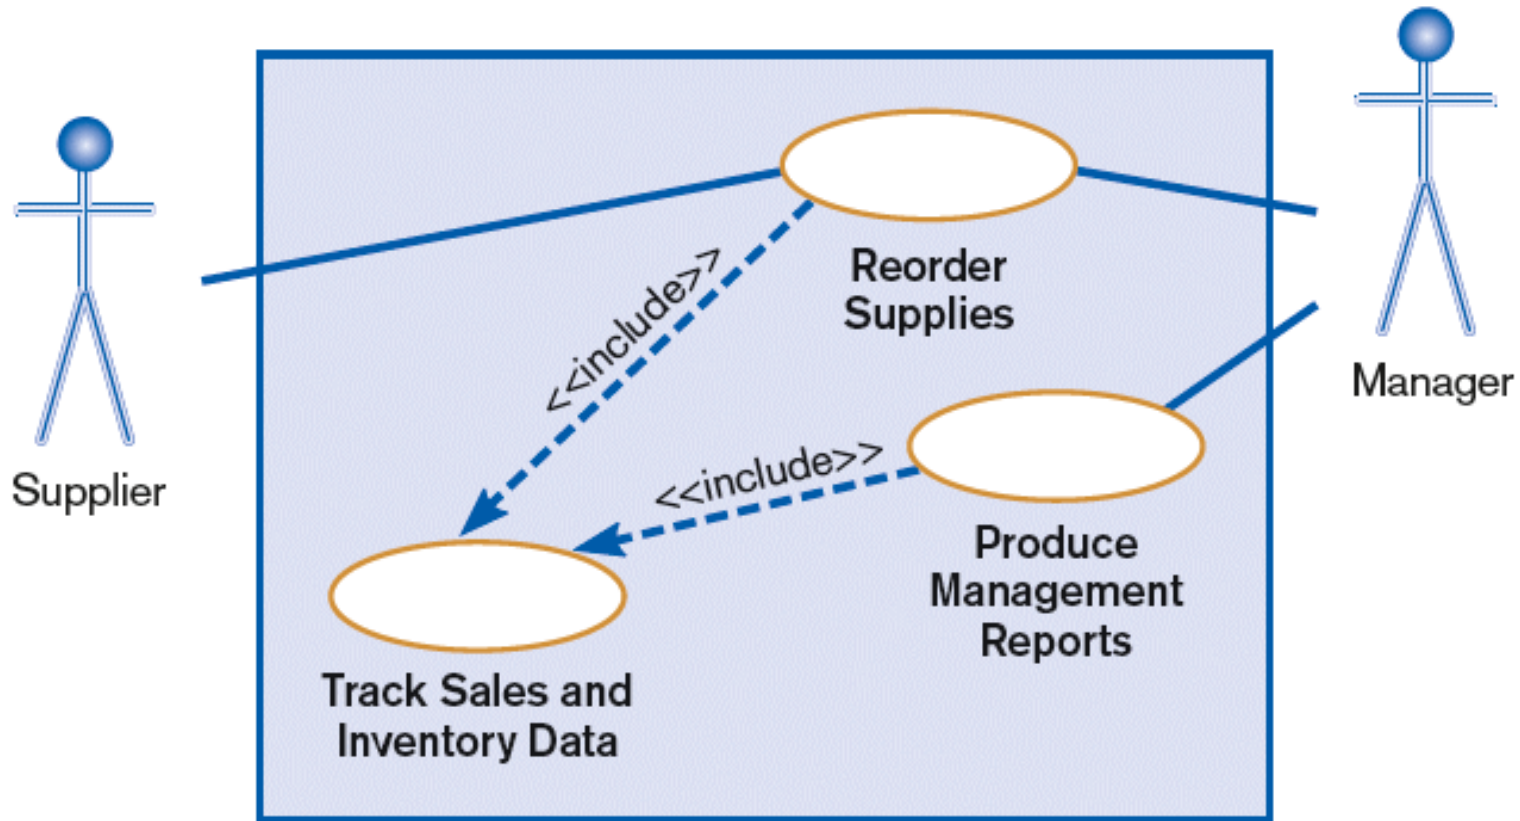 Reorder
Supplies
<<include>>
Manager
<<include>>
Supplier
Produce
Management
Reports
Track Sales and
Inventory Data